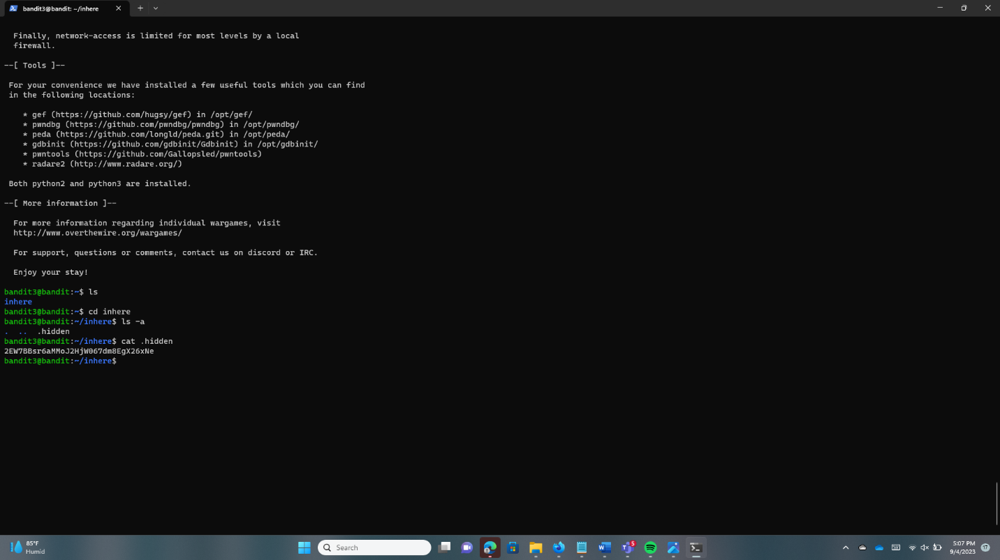 bandit3@bandit: ~/inhere
Finally, network-access is limited for most levels by a local
firewall.
--[ Tools ]--
For your convenience we have installed a few useful tools which you can find
in the following locations:
* gef (https://github.com/hugsy/gef) in /opt/gef/
* pwndbg (https://github.com/pwndbg/pwndbg) in /opt/pwndbg/
* peda (https://github.com/longld/peda.git) in /opt/peda/
* gdbinit (https://github.com/gdbinit/Gdbinit) in /opt/gdbinit/
* pwntools (https://github.com/Gallopsled/pwntools)
* radare2 (http://www.radare.org/)
Both python2 and python3 are installed.
--[ More information ]--
For more information regarding individual wargames, visit
http://www.overthewire.org/wargames/
For support, questions or comments, contact us on discord or IRC.
Enjoy your stay!
bandit3@bandit:~$ ls
inhere
bandit3@bandit:~$ cd inhere
bandit3@bandit:~/inhere$ ls -a
.  ..  .hidden
bandit3@bandit:~/inhere$ cat .hidden
2EW7BBsr6aMMoJ2HjW067dm8EgX26xNe
bandit3@bandit:~/inhere$
85°F
Humid
Search
W
5
5:07 PM
9/4/2023
17